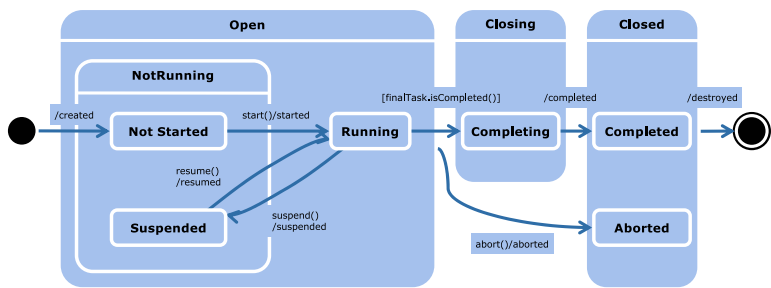 Open
Closing
Closed
NotRunning
[finalTask.isCompleted()]
/completed
/destroyed
/created
start()/started
Not Started
Running
Completing
Completed
resume()
/resumed
suspend()
/suspended
Suspended
Aborted
abort()/aborted